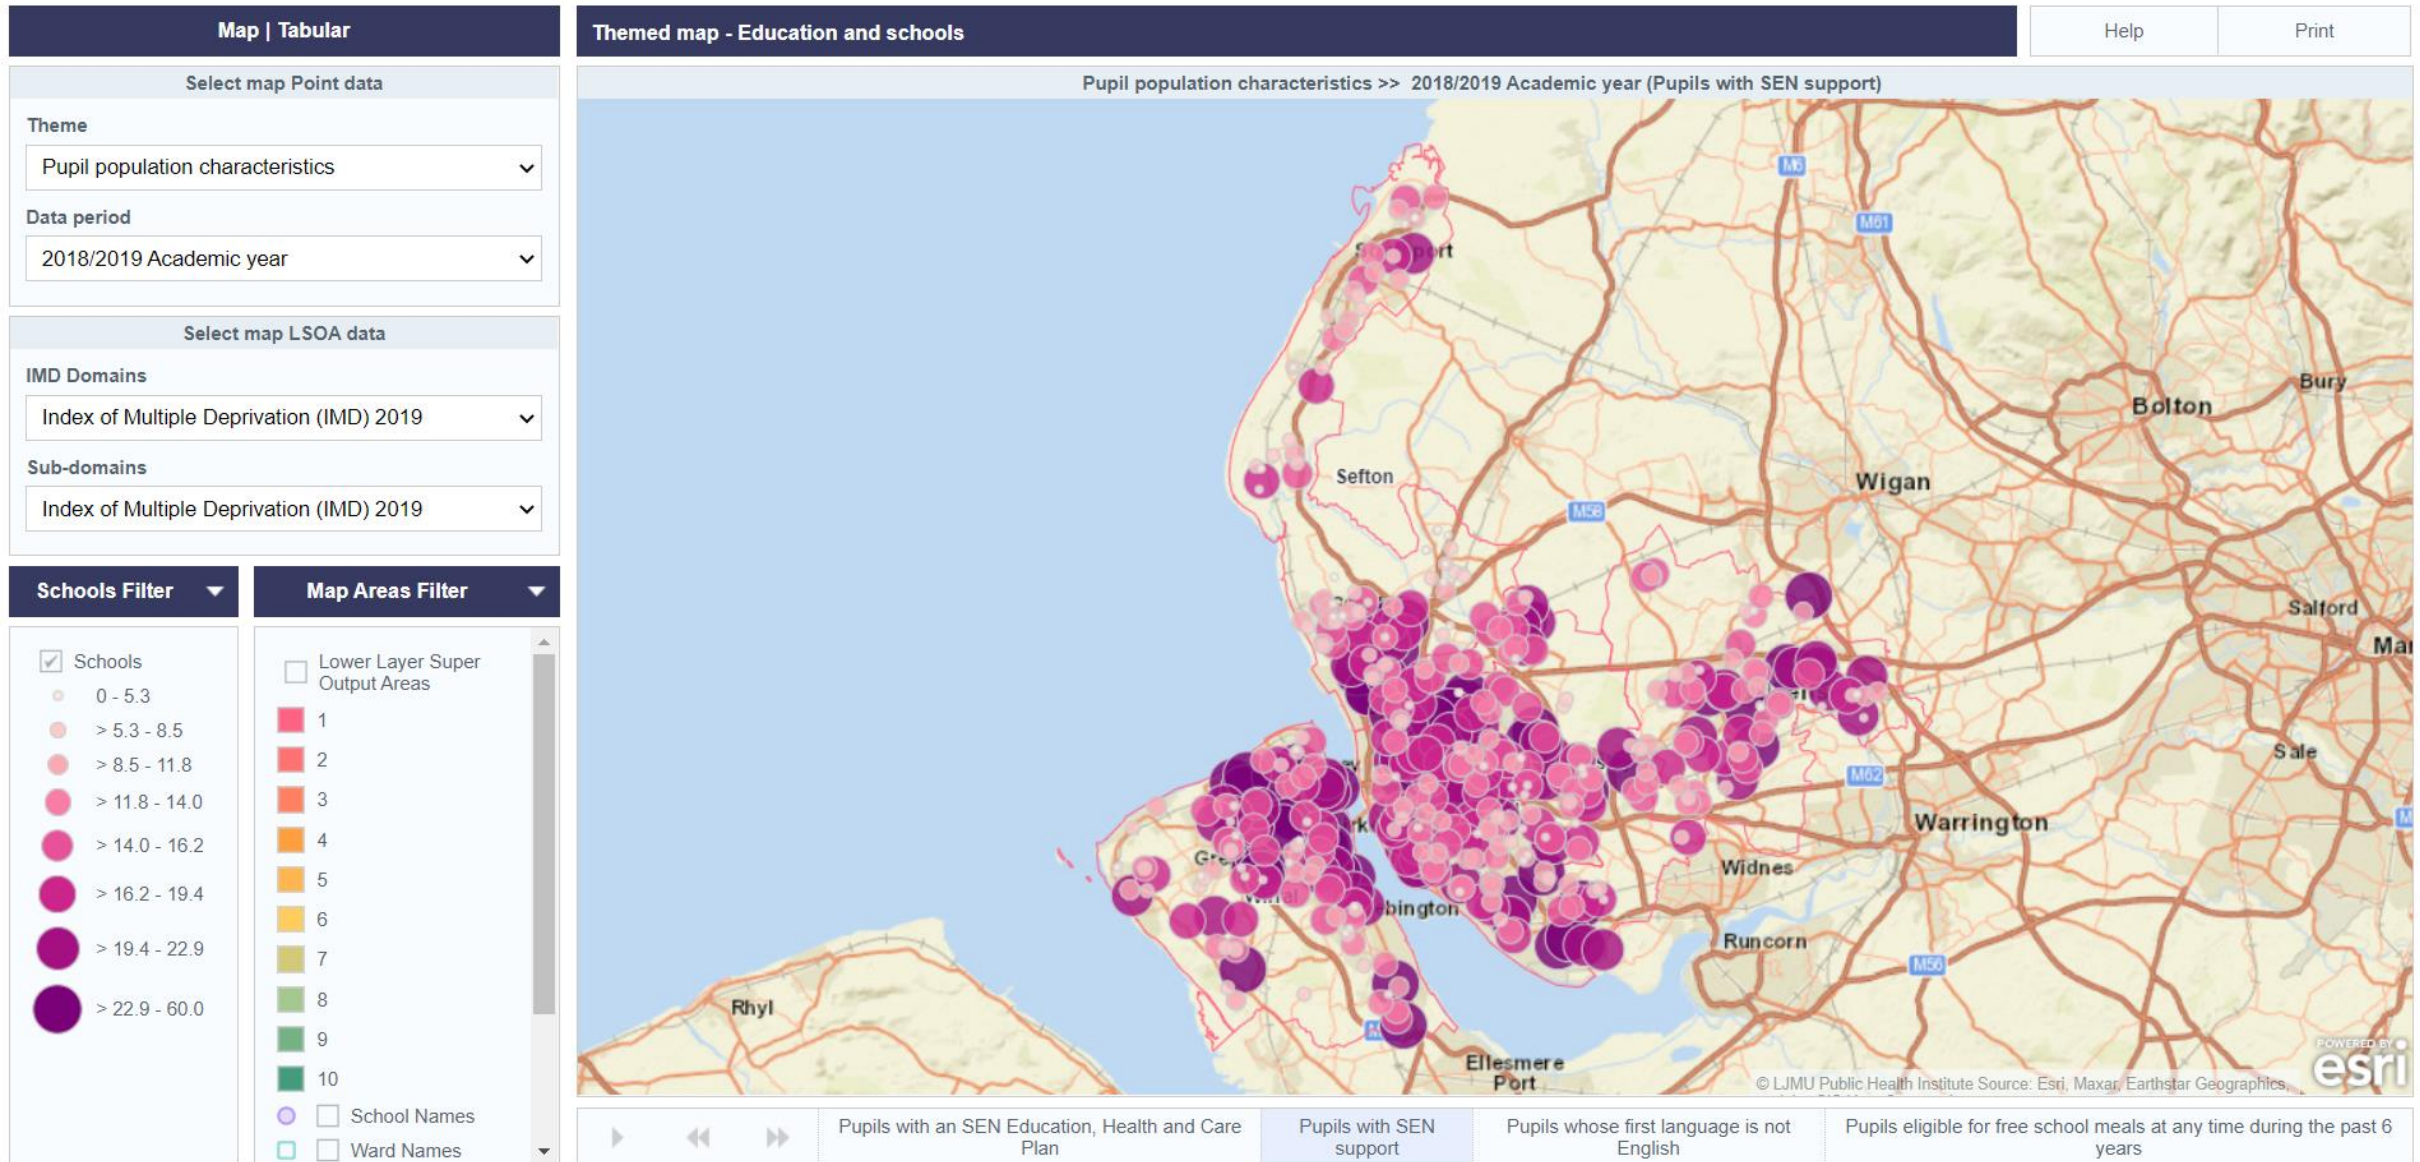 Map | Tabular
Themed map - Education and schools
Help
Print
Select map Point data
Theme
Pupil population characteristics
Data period
2018/2019 Academic year
Select map LSOA data
IMD Domains
Index of Multiple Deprivation (IMD) 2019
Sub-domains
Index of Multiple Deprivation (IMD) 2019
Schools Filter
Map Areas Filter
Schools
0 - 5.3
> 5.3 - 8.5
> 8.5 - 11.8
> 11.8 - 14.0
> 14.0 - 16.2
> 16.2 - 19.4
> 19.4 - 22.9
> 22.9 - 60.0
Lower Layer Super
Output Areas
1
2
3
4
5
6
7
8
9
10
School Names
Ward Names
Pupil population characteristics >> 2018/2019 Academic year (Pupils with SEN support)
M6
M61
Bury
Bolton
Sefton
Wigan
M58
Salford
Sale
M62
Warrington
Widnes
bington
Runcorn
M56
Rhyl
Ellesmere
Port
POWERED BY
esri
© LJMU Public Health Institute Source: Esri, Maxar, Earthstar Geographics,
Pupils with an SEN Education, Health and Care
Plan
Pupils with SEN
support
Pupils whose first language is not
English
Pupils eligible for free school meals at any time during the past 6
years